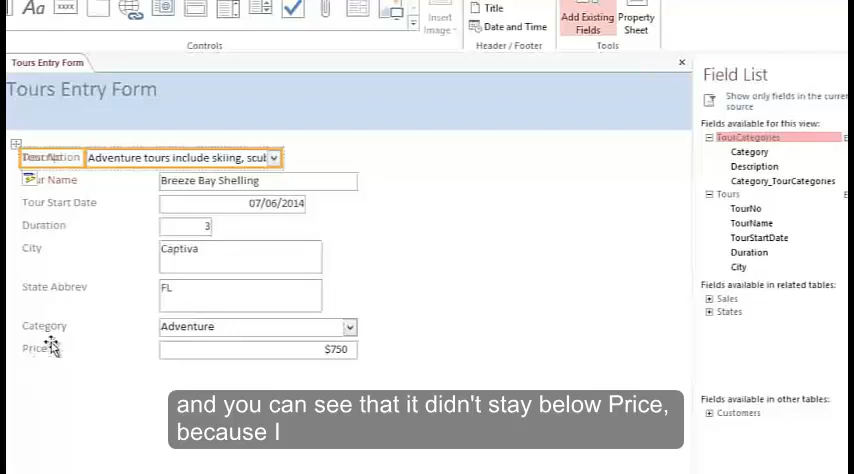 Aa
Insert
Image
Title
Date and Time
Add Existing
Fields
Property
Sheet
Controls
Header / Footer
Tools
Tours Entry Form
Tours Entry Form
Field List
Show only fields in the current
source
Fields available for this view:
Description Adventure tours include skiing, scub
Name Breeze Bay Shelling
Tour Start Date 07/06/2014
Duration 3
City Captiva
State Abbrev FL
Category Adventure
Price $750
TourCategories
Category
Description
Category_TourCategories
Tours
TourNo
TourName
TourStartDate
Duration
City
Fields available in related tables:
Sales
States
Fields available in other tables:
Customers
and you can see that it didn't stay below Price,
because I